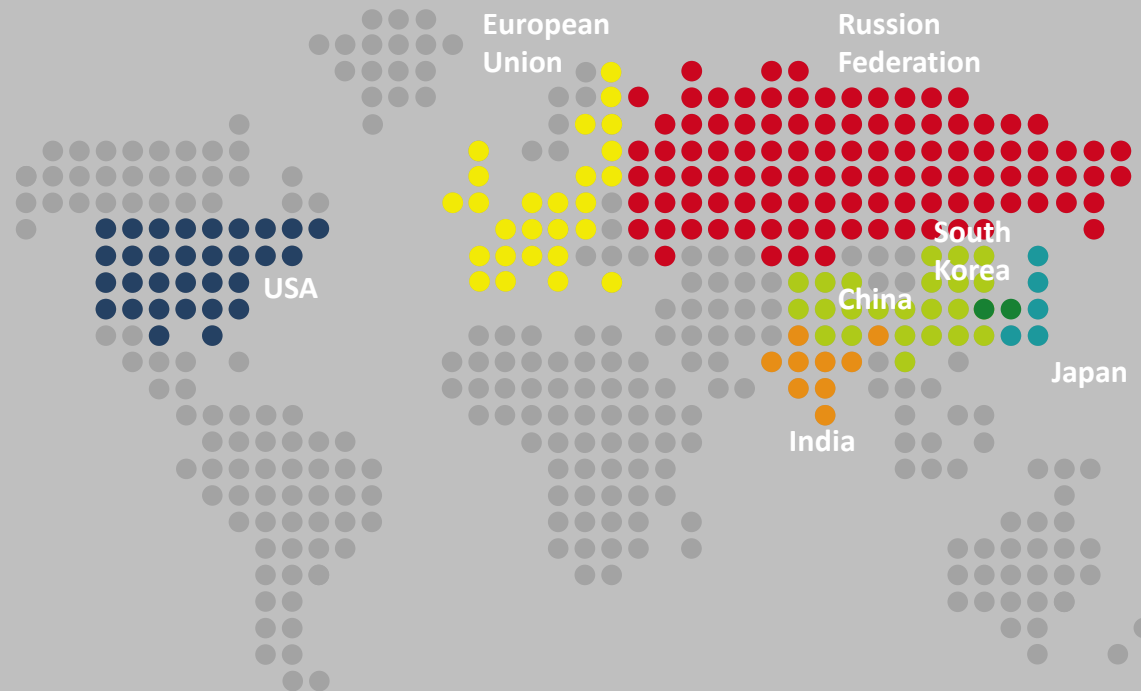 European
Union
Russion
Federation
USA
South
Korea
China
Japan
India